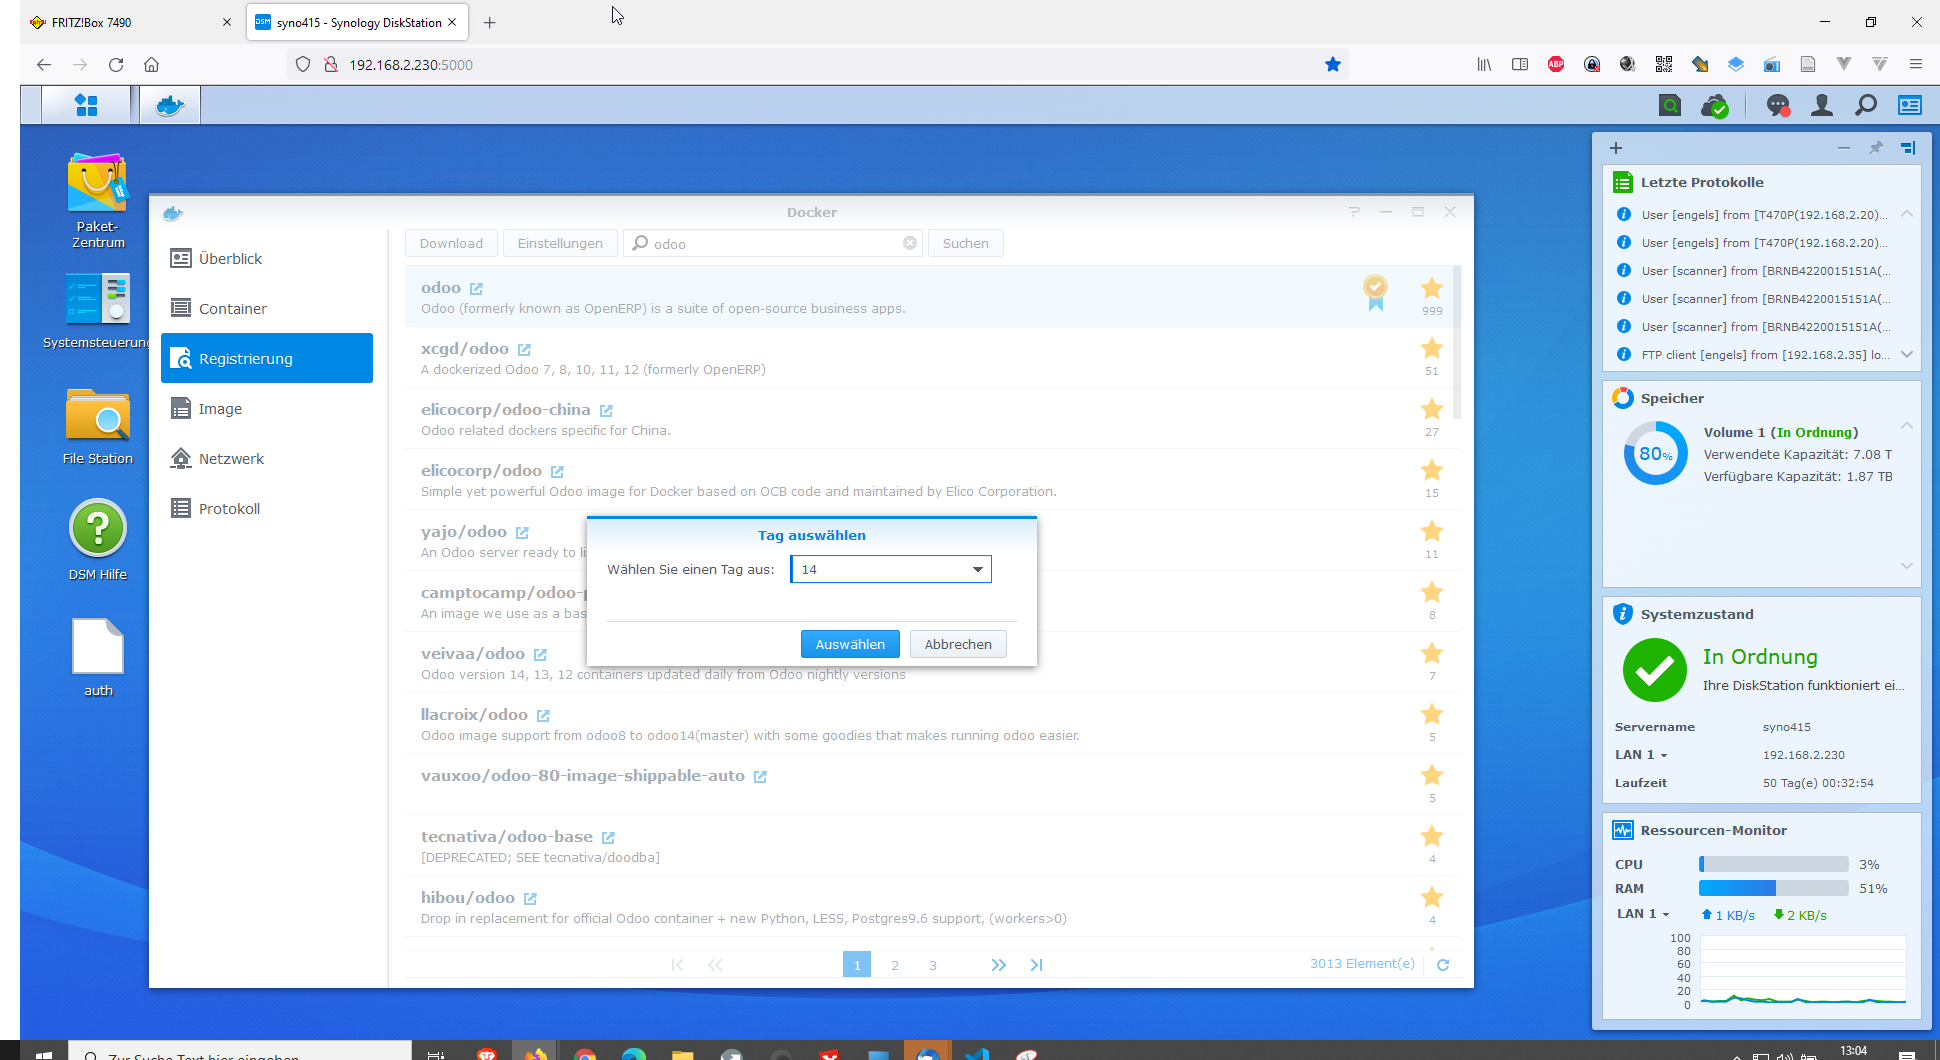 FRITZ!Box 7490
syno415 - Synology DiskStation
192.168.2.230:5000
ABP
Paket-
Zentrum
Systemsteuerung
File Station
DSM Hilfe
auth
Docker
Überblick
Container
Registrierung
Image
Netzwerk
Protokoll
Download
Einstellungen
odoo
Suchen
odoo
Odoo (formerly known as OpenERP) is a suite of open-source business apps.
999
xcgd/odoo
A dockerized Odoo 7, 8, 10, 11, 12 (formerly OpenERP)
51
elicocorp/odoo-china
Odoo related dockers specific for China.
27
elicocorp/odoo
Simple yet powerful Odoo image for Docker based on OCB code and maintained by Elico Corporation.
15
yajo/odoo
An Odoo server ready to li
11
camptocamp/odoo-p
An image we use as a bas
8
veivaa/odoo
Odoo version 14, 13, 12 containers updated daily from Odoo nightly versions
7
llacroix/odoo
Odoo image support from odoo8 to odoo14(master) with some goodies that makes running odoo easier.
5
vauxoo/odoo-80-image-shippable-auto
5
tecnativa/odoo-base
[DEPRECATED; SEE tecnativa/doodba]
4
hibou/odoo
Drop in replacement for official Odoo container + new Python, LESS, Postgres9.6 support, (workers>0)
4
1 2 3
3013 Element(e)
Tag auswählen
Wählen Sie einen Tag aus:
14
Auswählen
Abbrechen
Letzte Protokolle
User [engels] from [T470P(192.168.2.20)...
User [engels] from [T470P(192.168.2.20)...
User [scanner] from [BRNB4220015151A(...
User [scanner] from [BRNB4220015151A(...
User [scanner] from [BRNB4220015151A(...
FTP client [engels] from [192.168.2.35] lo...
Speicher
80%
Volume 1 (In Ordnung)
Verwendete Kapazität: 7.08 T
Verfügbare Kapazität: 1.87 TB
Systemzustand
In Ordnung
Ihre DiskStation funktioniert ei...
Servername syno415
LAN 1 192.168.2.230
Laufzeit 50 Tag(e) 00:32:54
Ressourcen-Monitor
CPU 3%
RAM 51%
LAN 1 1 KB/s 2 KB/s
100
80
60
40
20
0
Zur Suche Text hier eingeben
13:04